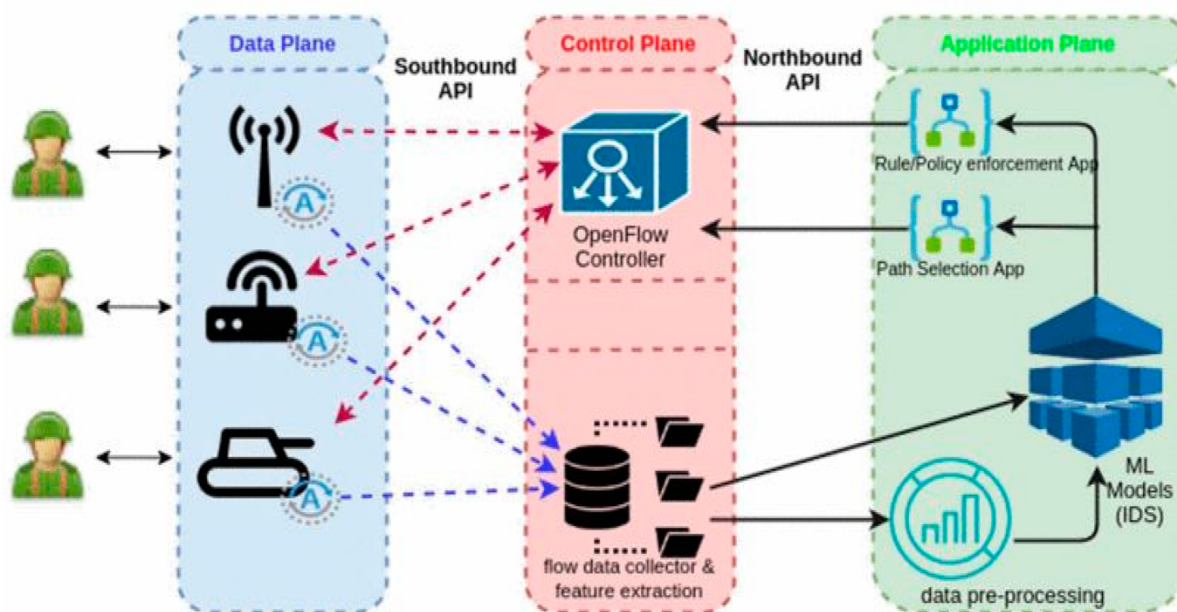 Data Plane
Control Plane
Application Plane
Southbound
API
Northbound
API
Rule/Policy enforcement App
OpenFlow
Controller
Path Selection App
A
A
A
ML
Models
(IDS)
flow data collector &
feature extraction
data pre-processing